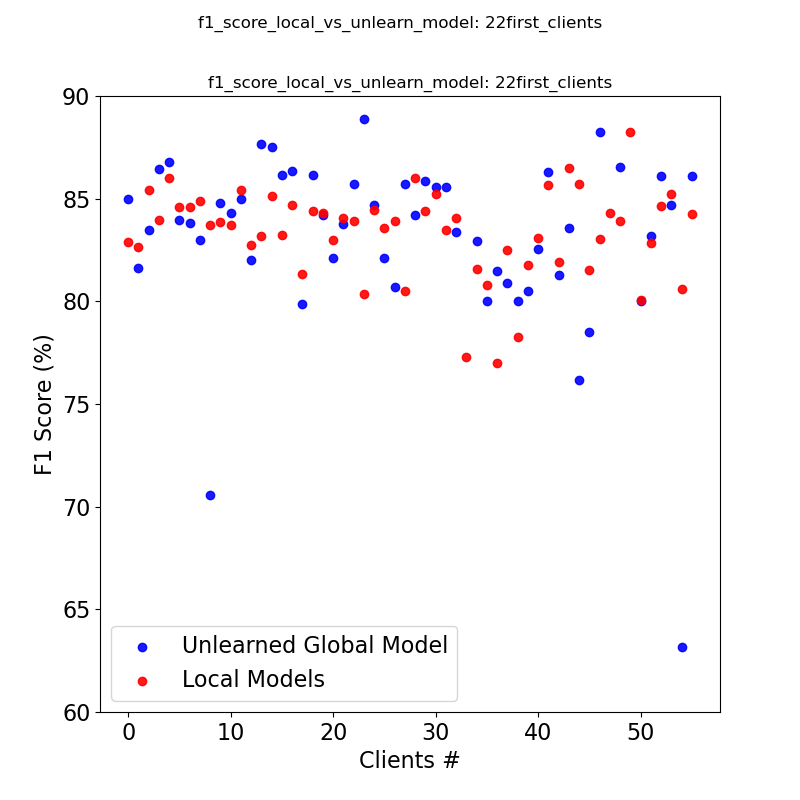 f1_score_local_vs_unlearn_model: 22first_clients
f1_score_local_vs_unlearn_model: 22first_clients
90
85
80
75
70
65
60
F1 Score (%)
Unlearned Global Model
Local Models
0 10 20 30 40 50
Clients #